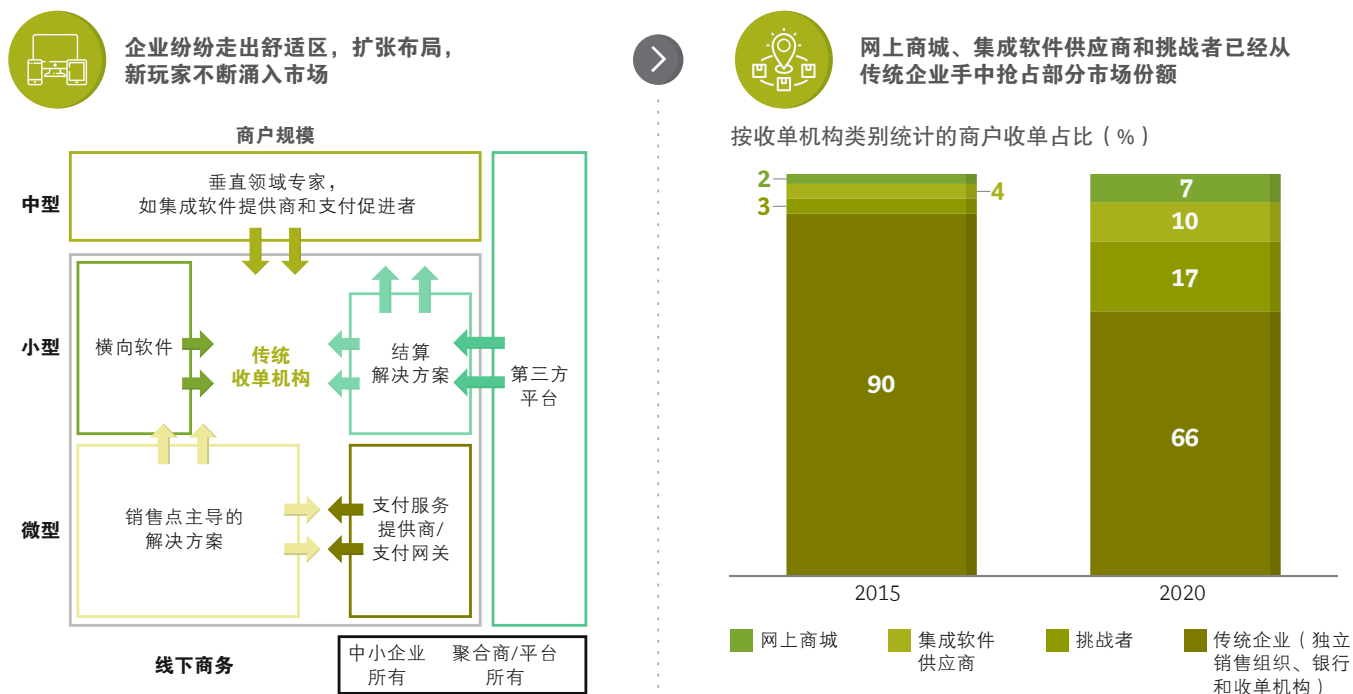 企业纷纷走出舒适区，扩张布局，
新玩家不断涌入市场
商户规模
中型
垂直领域专家，
如集成软件提供商和支付促进者
小型
横向软件
传统
收单机构
结算
解决方案
第三方
平台
微型
销售点主导的
解决方案
支付服务
提供商/
支付网关
线下商务
中小企业
所有
聚合商/平台
所有
网上商城、集成软件供应商和挑战者已经从
传统企业手中抢占部分市场份额
按收单机构类别统计的商户收单占比（%）
2
4
3
90
7
10
17
66
2015
2020
网上商城
集成软件
供应商
挑战者
传统企业（独立
销售组织、银行
和收单机构）